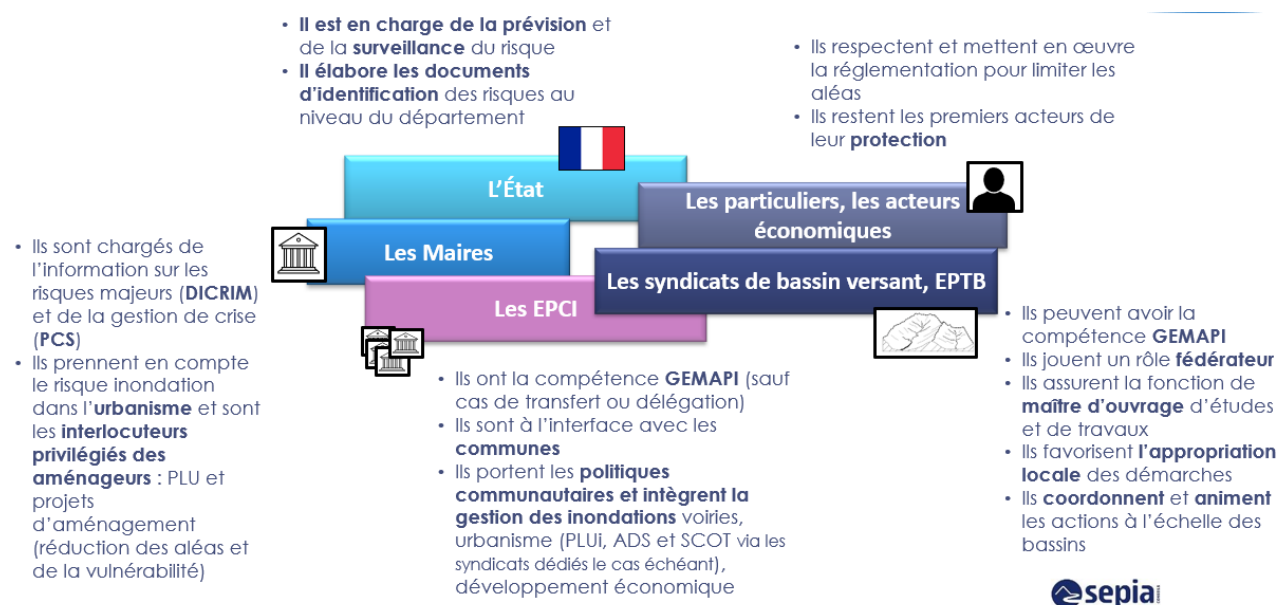 • Il est en charge de la prévision et
de la surveillance du risque
• Il élabore les documents
d'identification des risques au
niveau du département
• Ils respectent et mettent en œuvre
la réglementation pour limiter les
aléas
• Ils restent les premiers acteurs de
leur protection
L'État
Les particuliers, les acteurs
économiques
Les Maires
Les syndicats de bassin versant, EPTB
Les EPCI
• Ils sont chargés de
l'information sur les
risques majeurs (DICRIM)
et de la gestion de crise
(PCS)
• Ils prennent en compte
le risque inondation
dans l'urbanisme et sont
les interlocuteurs
privilégiés des
aménageurs : PLU et
projets
d'aménagement
(réduction des aléas et
de la vulnérabilité)
• Ils ont la compétence GEMAPI (sauf
cas de transfert ou délégation)
• Ils sont à l'interface avec les
communes
• Ils portent les politiques
communautaires et intègrent la
gestion des inondations voiries,
urbanisme (PLUi, ADS et SCOT via les
syndicats dédiés le cas échéant),
développement économique
• Ils peuvent avoir la
compétence GEMAPI
• Ils jouent un rôle fédérateur
• Ils assurent la fonction de
maître d'ouvrage d'études
et de travaux
• Ils favorisent l'appropriation
locale des démarches
• Ils coordonnent et animent
les actions à l'échelle des
bassins
sepia